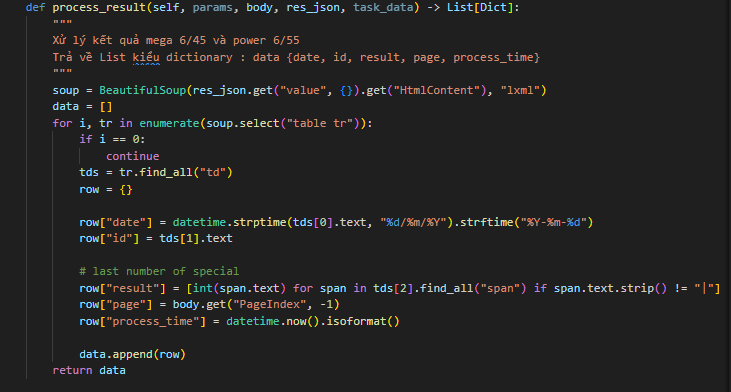 def process_result(self, params, body, res_json, task_data) -> List[Dict]:
"""
Xử lý kết quả mega 6/45 và power 6/55
Trả về List kiểu dictionary : data {date, id, result, page, process_time}
"""
soup = BeautifulSoup(res_json.get("value", {}).get("HtmlContent"), "lxml")
data = []
for i, tr in enumerate(soup.select("table tr")):
if i == 0:
continue
tds = tr.find_all("td")
row = {}
row["date"] = datetime.strptime(tds[0].text, "%d/%m/%Y").strftime("%Y-%m-%d")
row["id"] = tds[1].text
# last number of special
row["result"] = [int(span.text) for span in tds[2].find_all("span") if span.text.strip() != "|"]
row["page"] = body.get("PageIndex", -1)
row["process_time"] = datetime.now().isoformat()
data.append(row)
return data